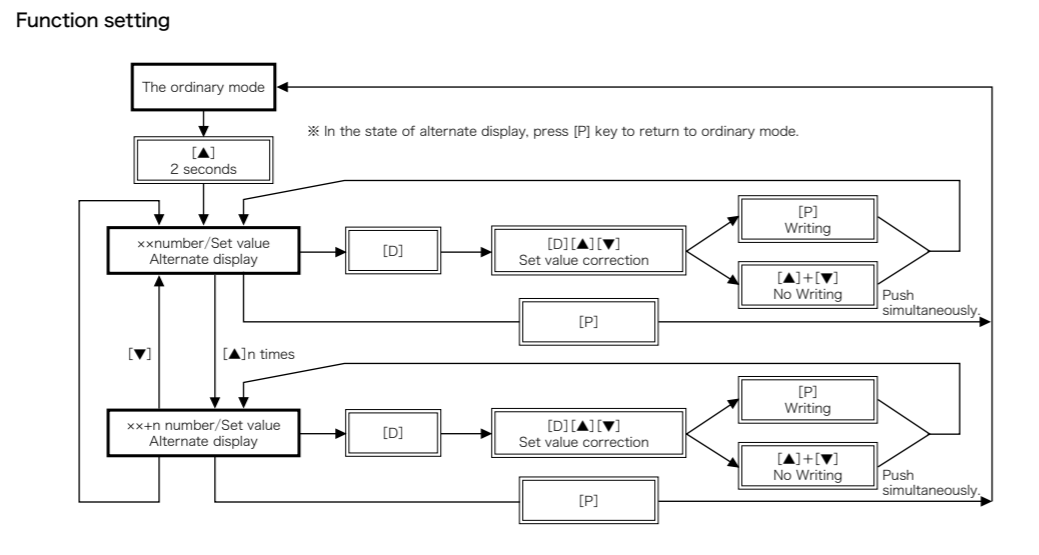 Function setting
The ordinary mode
※ In the state of alternate display, press [P] key to return to ordinary mode.
[▲]
2 seconds
××number/Set value
Alternate display
[D]
[D][▲][▼]
Set value correction
[P]
Writing
[▲]+[▼]
No Writing
Push
simultaneously.
[P]
[▼]
[▲]n times
××+n number/Set value
Alternate display
[D]
[D][▲][▼]
Set value correction
[P]
Writing
[▲]+[▼]
No Writing
Push
simultaneously.
[P]